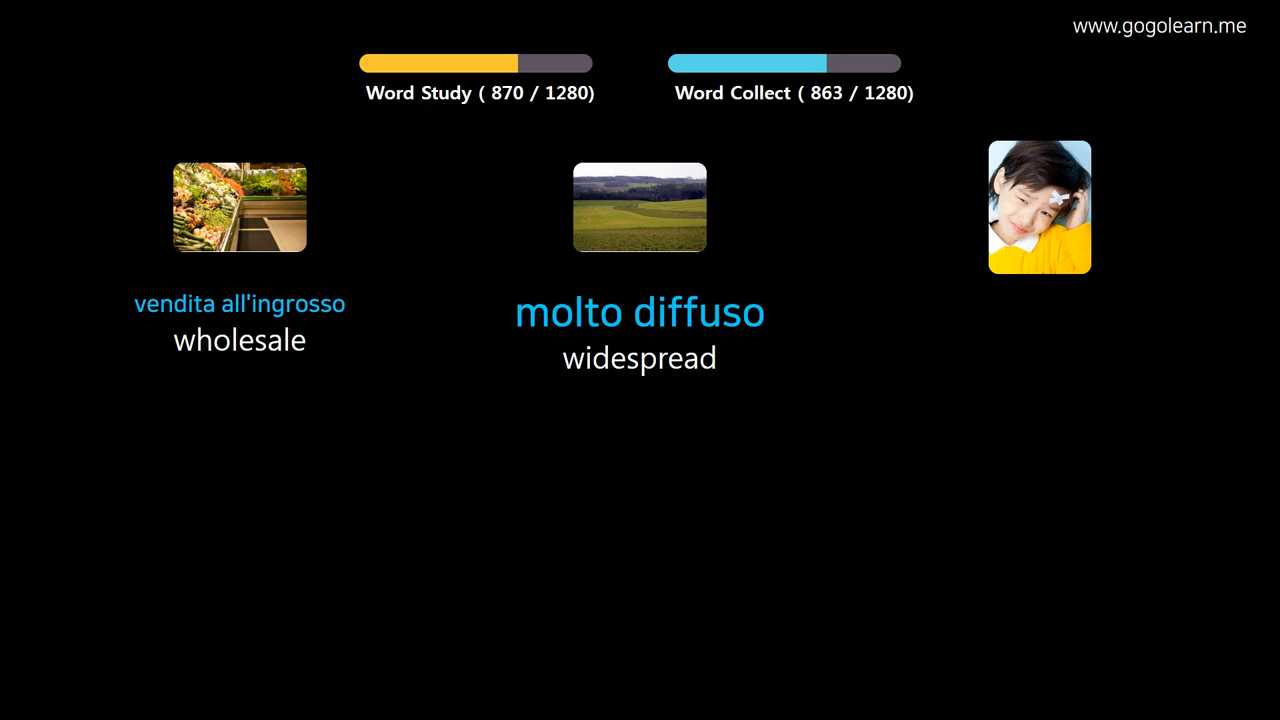 www.gogolearn.me
Word Study ( 870 / 1280)
Word Collect ( 863 / 1280)
vendita all'ingrosso
wholesale
molto diffuso
widespread